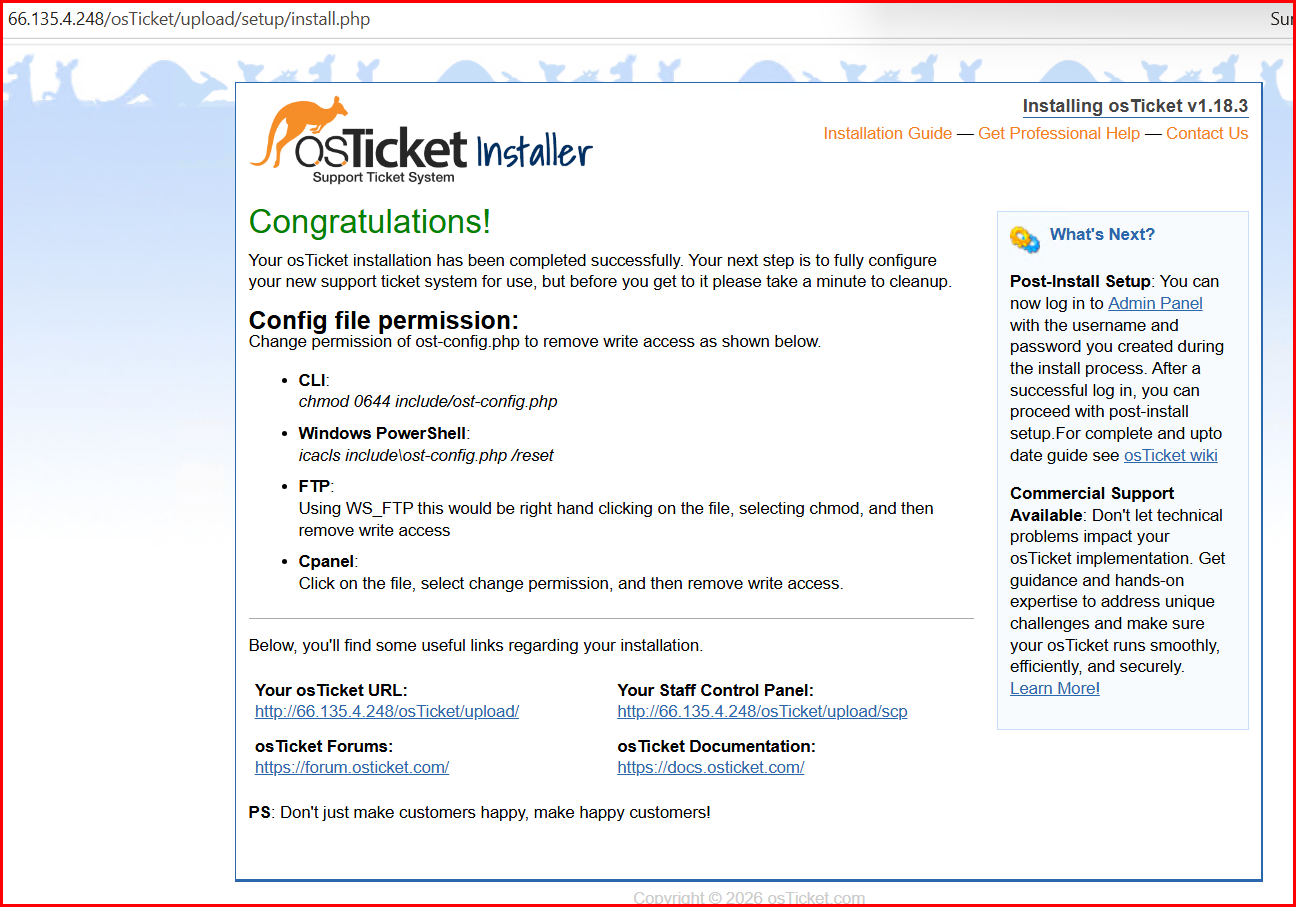 66.135.4.248/osTicket/upload/setup/install.php
Sur
osTicket Installer
Support Ticket System
Installing osTicket v1.18.3
Installation Guide — Get Professional Help — Contact Us
Congratulations!
Your osTicket installation has been completed successfully. Your next step is to fully configure
your new support ticket system for use, but before you get to it please take a minute to cleanup.
Config file permission:
Change permission of ost-config.php to remove write access as shown below.
• CLI:
chmod 0644 include/ost-config.php
• Windows PowerShell:
icacls include\ost-config.php /reset
• FTP:
Using WS_FTP this would be right hand clicking on the file, selecting chmod, and then
remove write access
• Cpanel:
Click on the file, select change permission, and then remove write access.
Below, you'll find some useful links regarding your installation.
Your osTicket URL:
http://66.135.4.248/osTicket/upload/
Your Staff Control Panel:
http://66.135.4.248/osTicket/upload/scp
osTicket Forums:
https://forum.osticket.com/
osTicket Documentation:
https://docs.osticket.com/
PS: Don't just make customers happy, make happy customers!
What's Next?
Post-Install Setup: You can
now log in to Admin Panel
with the username and
password you created during
the install process. After a
successful log in, you can
proceed with post-install
setup.For complete and upto
date guide see osTicket wiki
Commercial Support
Available: Don't let technical
problems impact your
osTicket implementation. Get
guidance and hands-on
expertise to address unique
challenges and make sure
your osTicket runs smoothly,
efficiently, and securely.
Learn More!
Copyright © 2026 osTicket.com